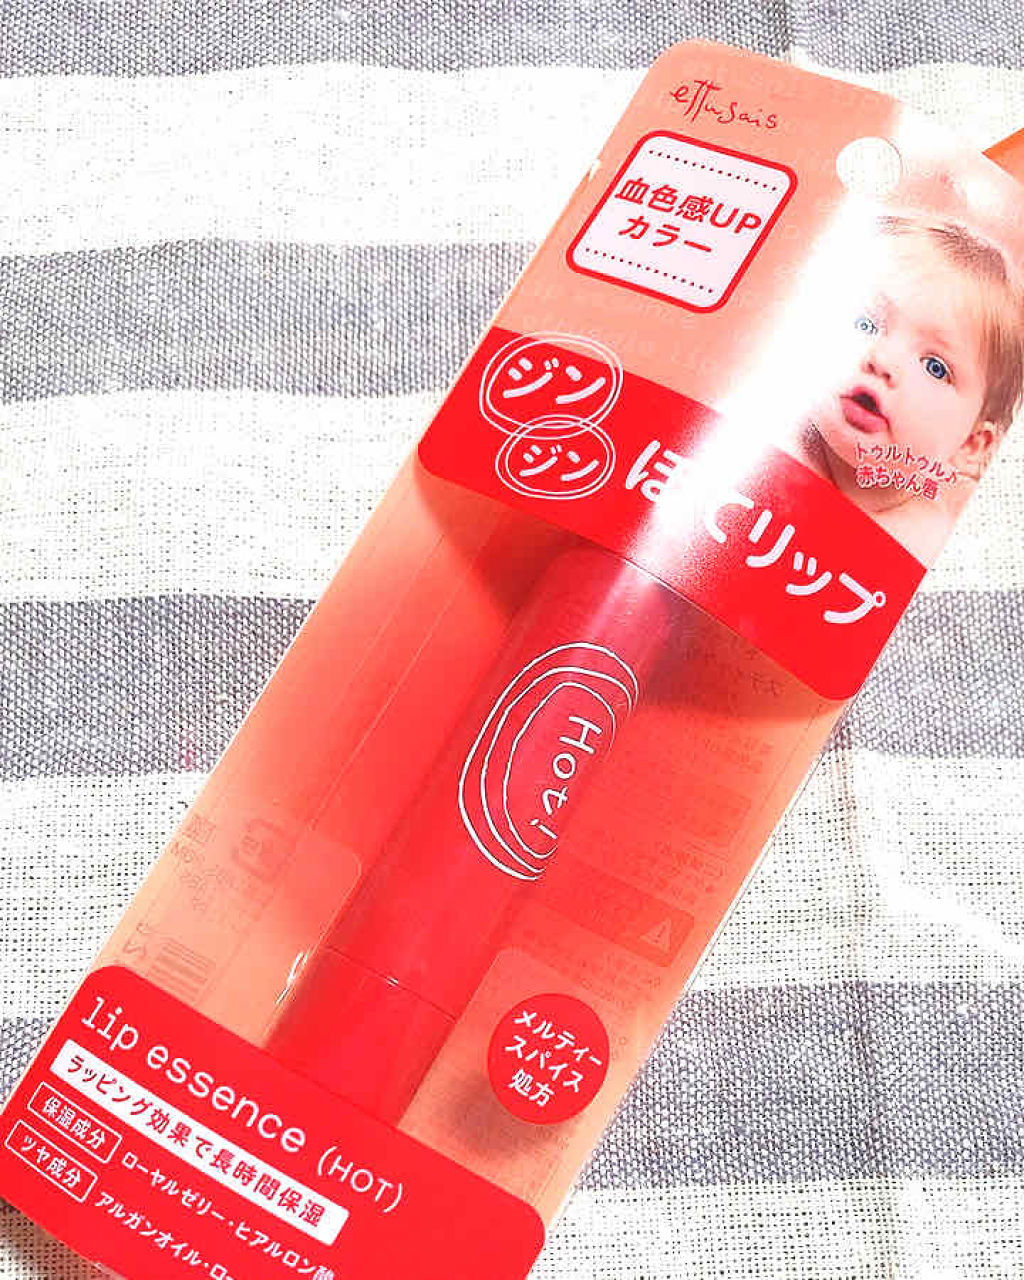 ettusais
血色感UP
カラー
ジン
ジン
ほてリップ
トゥルトゥル♪
赤ちゃん唇
Hot!
メルティー
スパイス
処方
lip essence (HOT)
ラッピング効果で長時間保湿
保湿成分 ローヤルゼリー・ヒアルロン酸
ツヤ成分 アルガンオイル・ロー